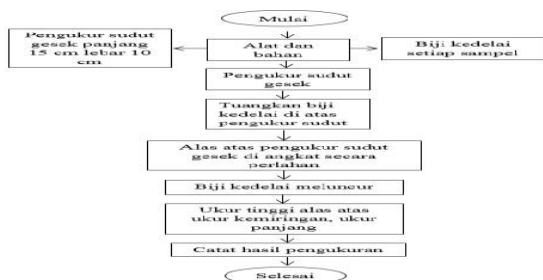 Mulai
Pengukur sudut
gesek panjang
15 cm lebar 10
cm
Alat dan
bahan
Biji kedelai
setiap sampel
Pengukur sudut
gesek
Tuangkan biji
kedelai di atas
pengukur sudut
Alas atas pengukur sudut
gesek di angkat secara
perlahan
Biji kedelai meluncur
Ukur tinggi alas atas
ukur kemiringan, ukur
panjang
Catat hasil pengukuran
Selesai